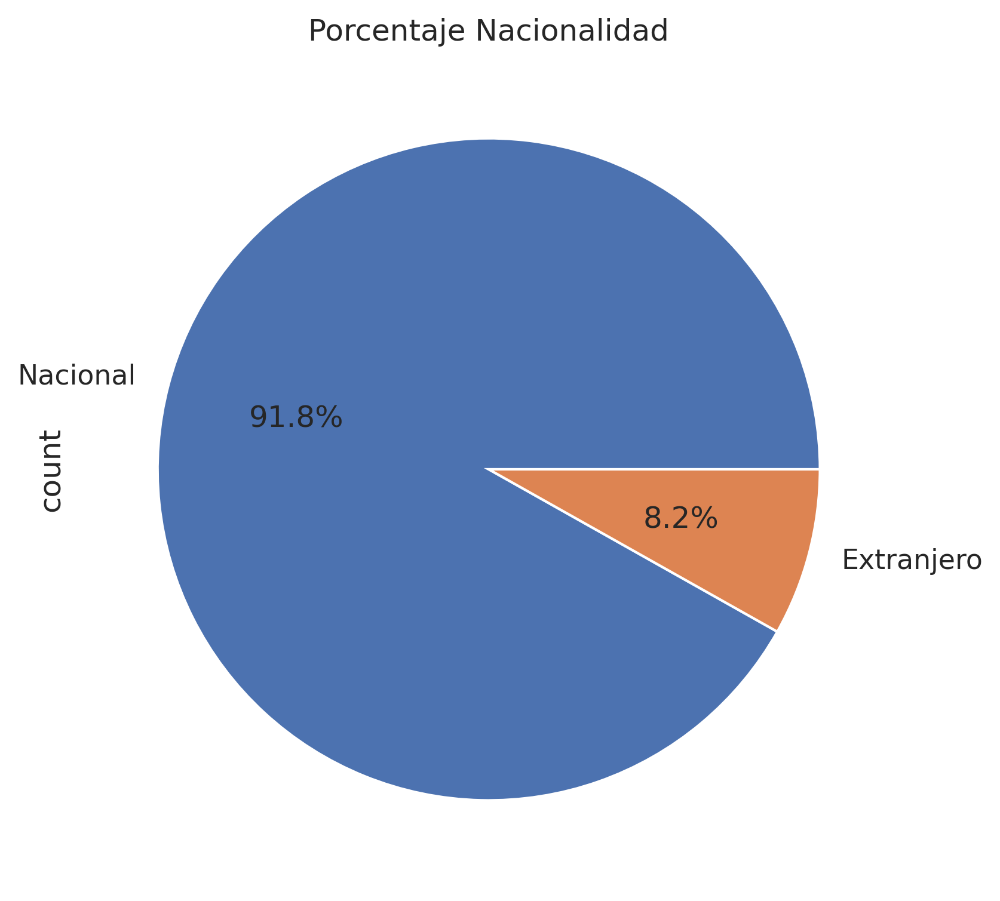 Porcentaje Nacionalidad
Nacional
91.8%
count
8.2%
Extranjero